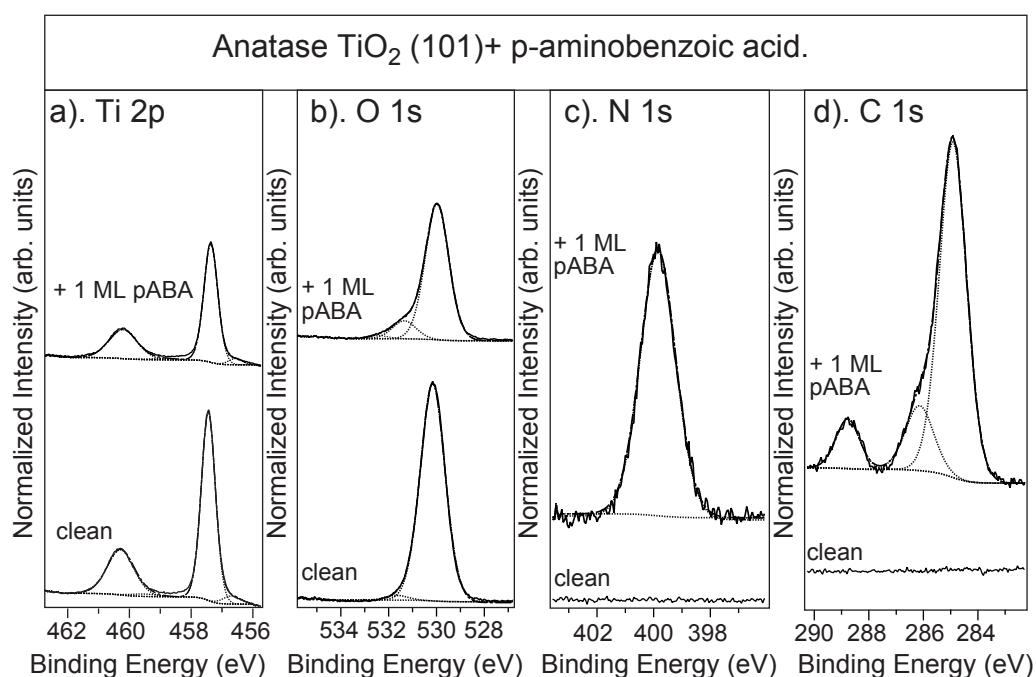 Anatase TiO₂ (101)+ p-aminobenzoic acid.
a). Ti 2p
Normalized Intensity (arb. units)
+ 1 ML pABA
clean
462 460 458 456
Binding Energy (eV)
b). O 1s
Normalized Intensity (arb. units)
+ 1 ML
pABA
clean
534 532 530 528
Binding Energy (eV)
c). N 1s
Normalized Intensity (arb. units)
+ 1 ML
pABA
clean
402 400 398
Binding Energy (eV)
d). C 1s
Normalized Intensity (arb. units)
+ 1 ML
pABA
clean
290 288 286 284
Binding Energy (eV)